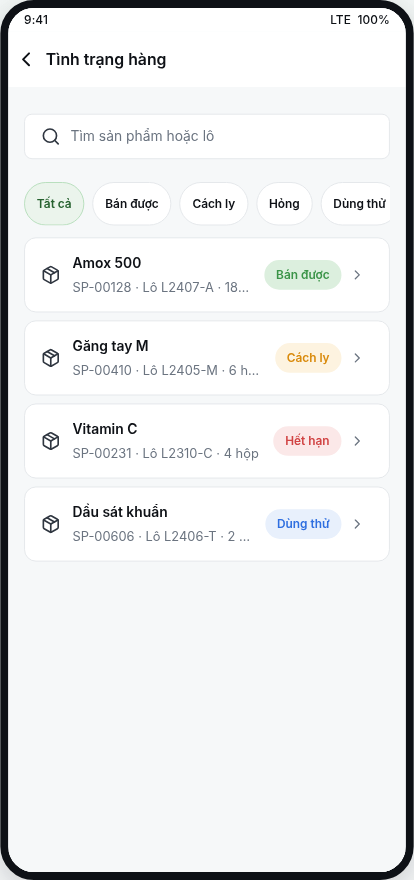 9:41
LTE 100%
Tình trạng hàng
Tìm sản phẩm hoặc lô
Tất cả
Bán được
Cách ly
Hỏng
Dùng thử
Amox 500
SP-00128 · Lô L2407-A · 18...
Bán được
Găng tay M
SP-00410 · Lô L2405-M · 6 h...
Cách ly
Vitamin C
SP-00231 · Lô L2310-C · 4 hộp
Hết hạn
Dầu sát khuẩn
SP-00606 · Lô L2406-T · 2 ...
Dùng thử